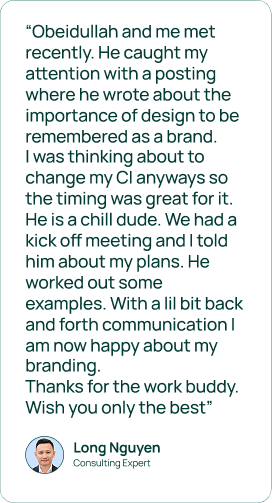 “Obeidullah and me met
recently. He caught my
attention with a posting
where he wrote about the
importance of design to be
remembered as a brand.
I was thinking about to
change my CI anyways so
the timing was great for it.
He is a chill dude. We had a
kick off meeting and I told
him about my plans. He
worked out some
examples. With a lil bit back
and forth communication I
am now happy about my
branding.
Thanks for the work buddy.
Wish you only the best”
Long Nguyen
Consulting Expert